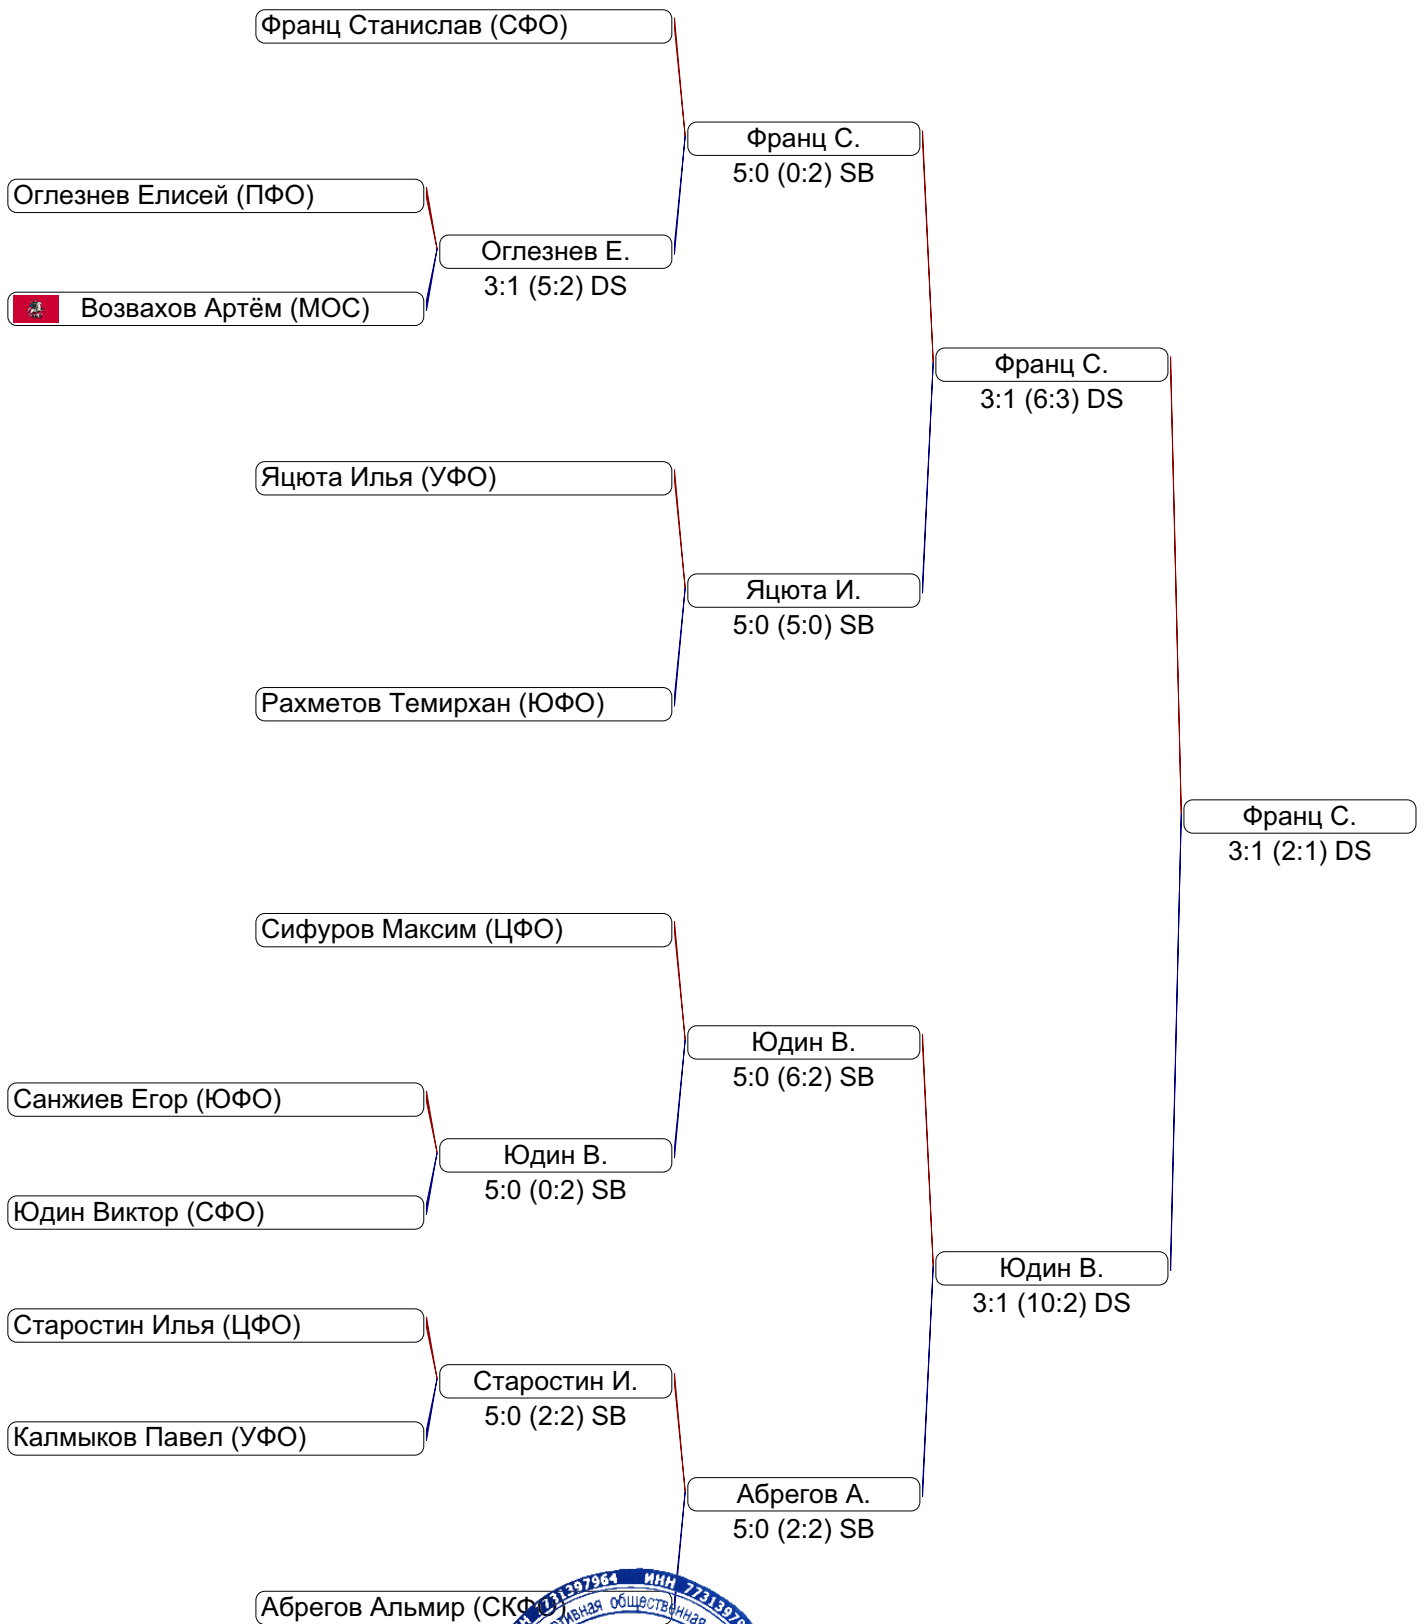 Франц Станислав (СФО)
Франц С.
5:0 (0:2) SB
Оглезнев Елисей (ПФО)
Оглезнев Е.
3:1 (5:2) DS
Возвахов Артём (МОС)
Франц С.
3:1 (6:3) DS
Яцюта Илья (УФО)
Яцюта И.
5:0 (5:0) SB
Рахметов Темирхан (ЮФО)
Франц С.
3:1 (2:1) DS
Сифуров Максим (ЦФО)
Юдин В.
5:0 (6:2) SB
Санжиев Егор (ЮФО)
Юдин В.
5:0 (0:2) SB
Юдин Виктор (СФО)
Юдин В.
3:1 (10:2) DS
Старостин Илья (ЦФО)
Старостин И.
5:0 (2:2) SB
Калмыков Павел (УФО)
Абрегов А.
5:0 (2:2) SB
Абрегов Альмир (СКФО)
ИНН
общественная